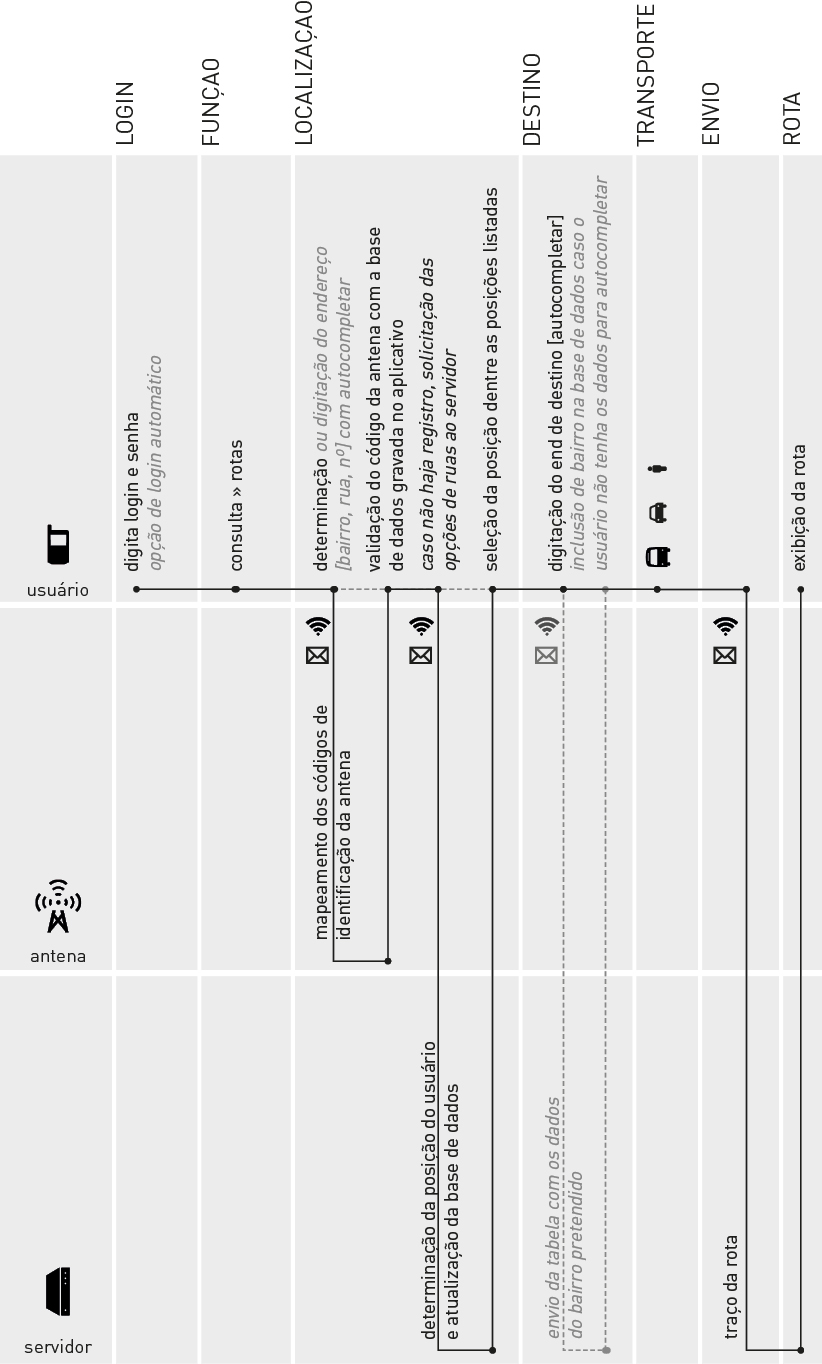 LOGIN
FUNÇÃO
LOCALIZAÇÃO
DESTINO
TRANSPORTE
ENVIO
ROTA
usuário
digita login e senha
opção de login automático
consulta » rotas
determinação ou digitação do endereço
[bairro, rua, nº] com autocompletar
validação do código da antena com a base
de dados gravada no aplicativo
caso não haja registro, solicitação das
opções de ruas ao servidor
seleção da posição dentre as posições listadas
digitação do end de destino [autocompletar]
inclusão de bairro na base de dados caso o
usuário não tenha os dados para autocompletar
exibição da rota
antena
mapeamento dos códigos de
identificação da antena
servidor
determinação da posição do usuário
e atualização da base de dados
envio da tabela com os dados
do bairro pretendido
traço da rota